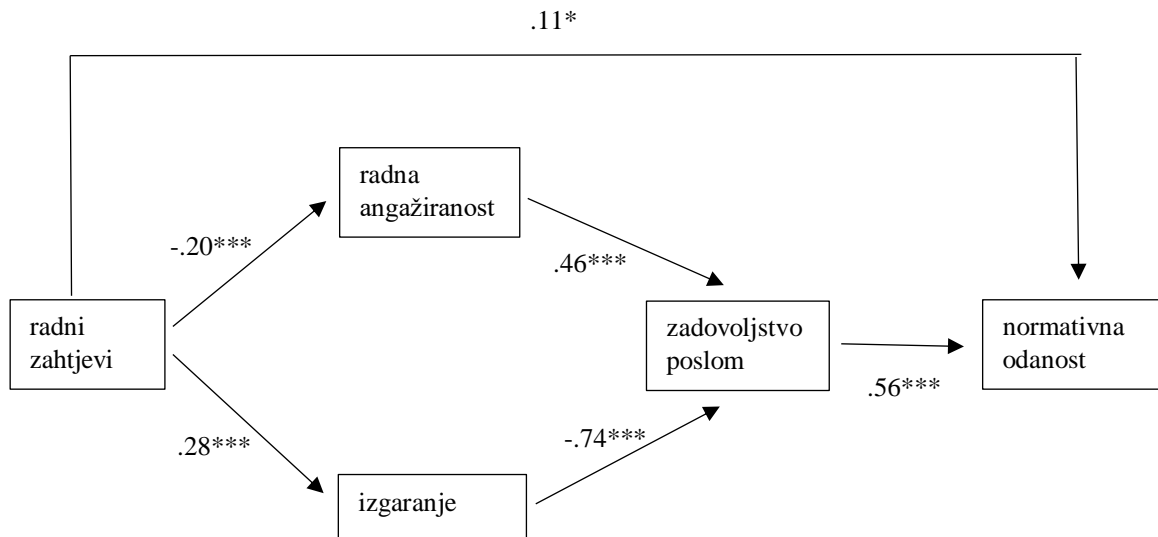 .11*
radna
angažiranost
-.20***
.46***
radni
zahtjevi
zadovoljstvo
poslom
normativna
odanost
.56***
.28***
-.74***
izgaranje